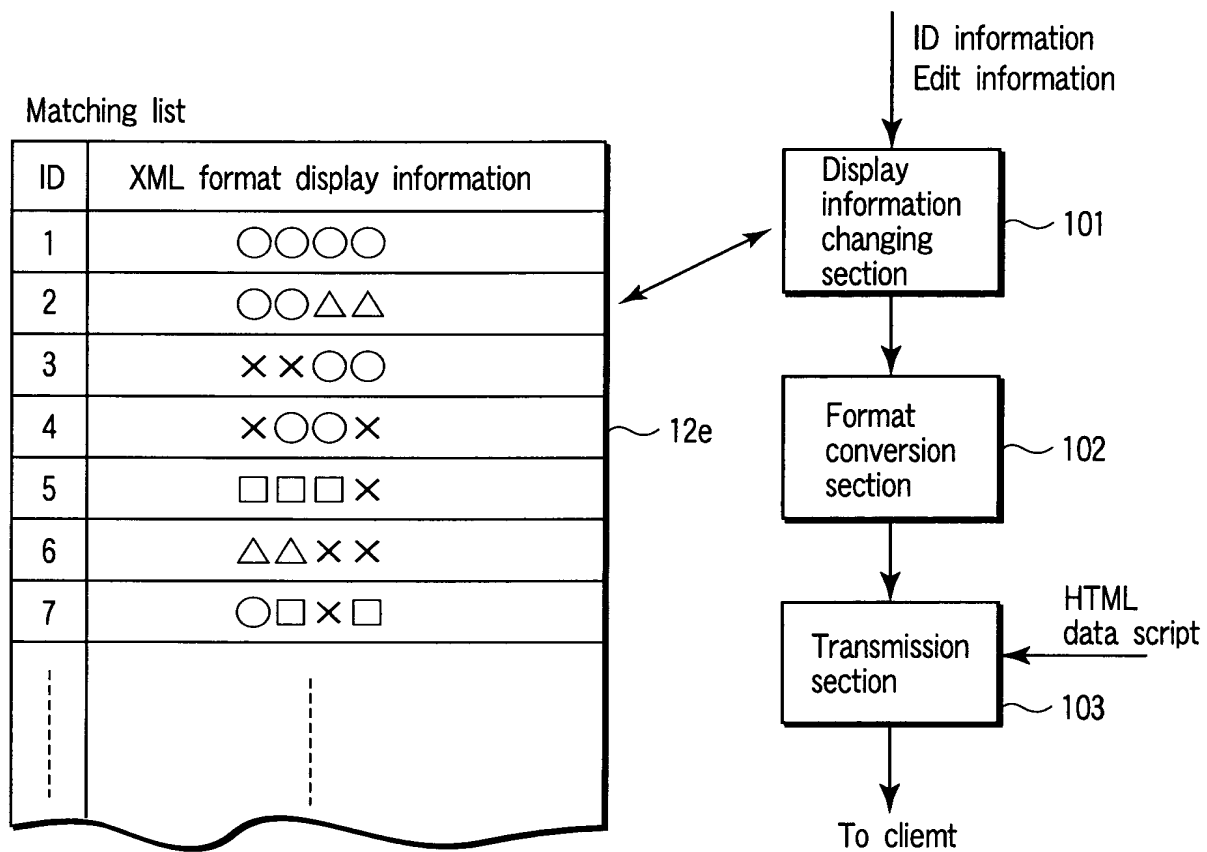 Matching list
ID XML format display information
1 ○○○○
2 ○○△△
3 ××○○
4 ×○○×
5 □□□×
6 △△××
7 ○□×□
12e
ID information
Edit information
Display
information
changing
section
101
Format
conversion
section
102
Transmission
section
103
HTML
data script
To cliemt